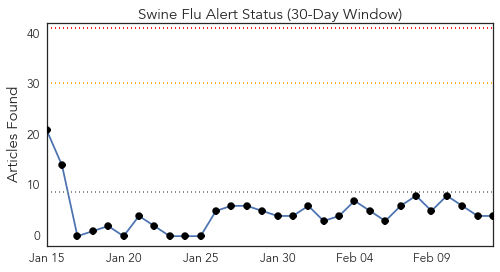 Swine Flu Alert Status (30-Day Window)
Articles Found
40
30
20
10
0
Jan 15 Jan 20 Jan 25 Jan 30 Feb 04 Feb 09